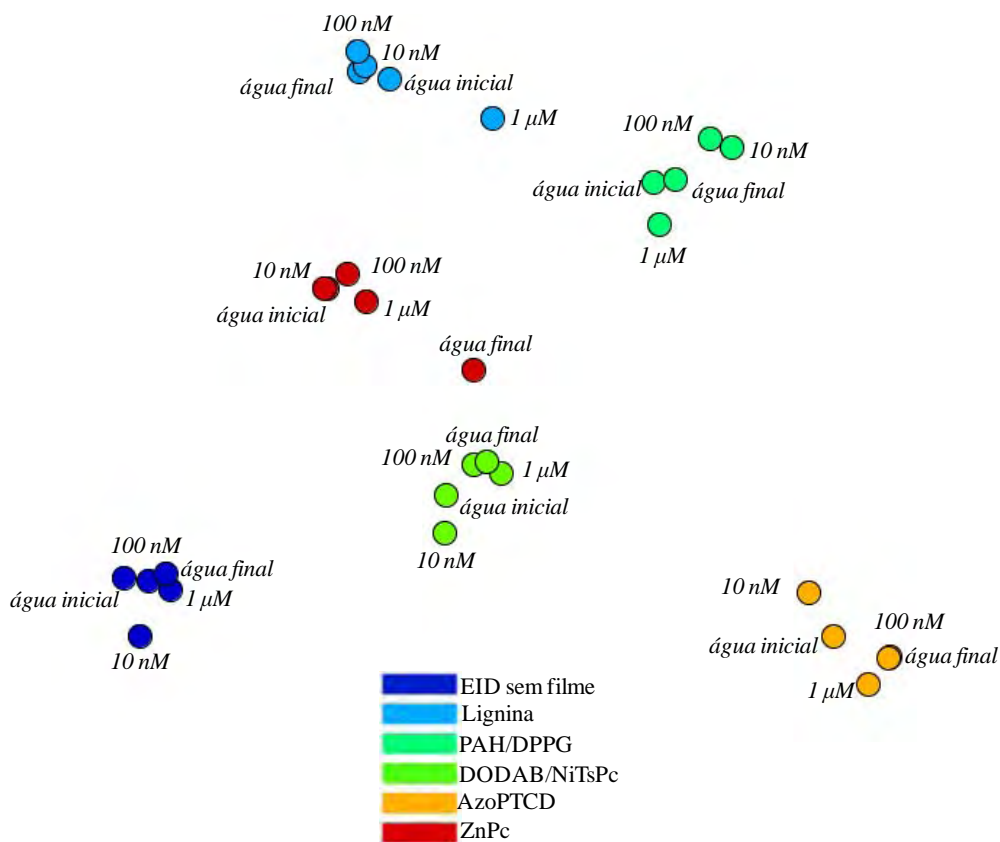 100 nM
10 nM
água final
água inicial
1 μM
100 nM
10 nM
água inicial
água final
1 μM
10 nM
100 nM
água inicial
1 μM
água final
água final
100 nM
1 μM
água inicial
10 nM
100 nM
água final
água inicial
1 μM
10 nM
10 nM
100 nM
água inicial
água final
1 μM
EID sem filme
Lignina
PAH/DPPG
DODAB/NiTsPc
AzoPTCD
ZnPc